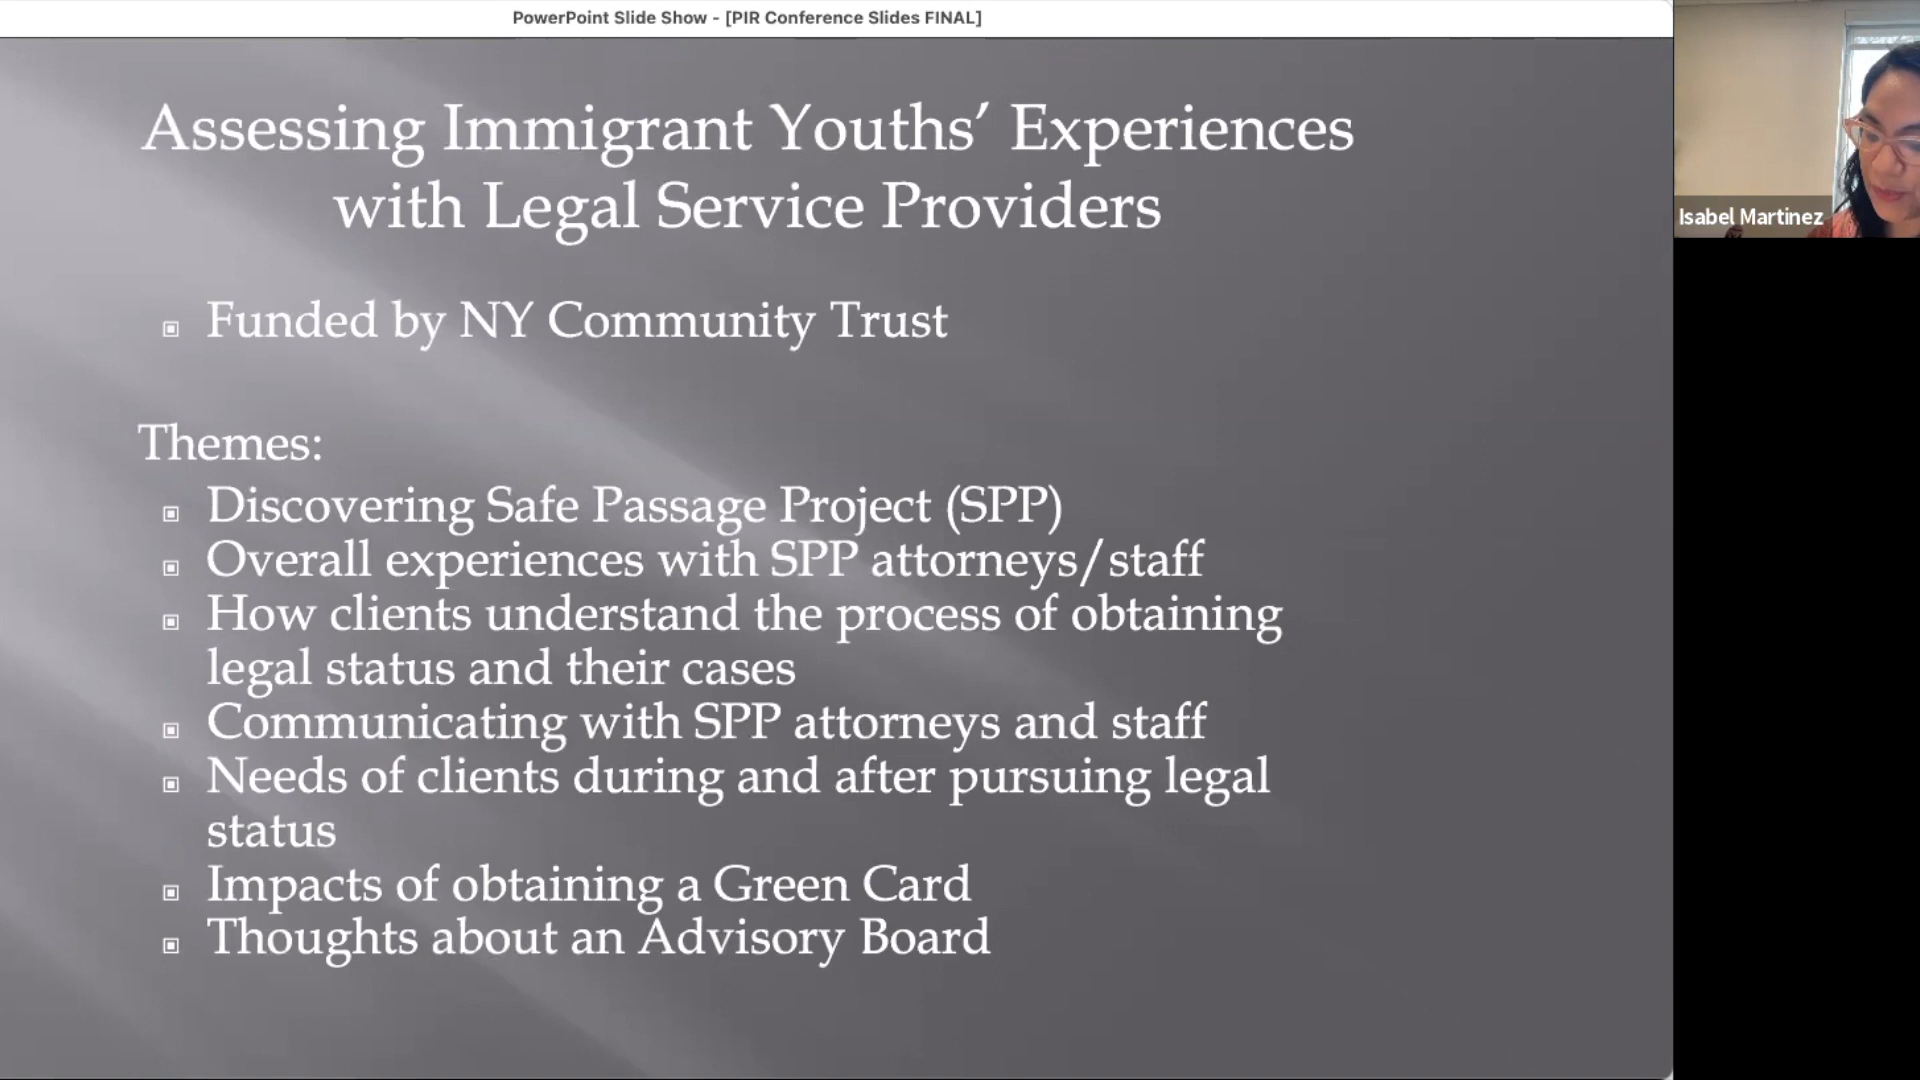 PowerPoint Slide Show - [PIR Conference Slides FINAL]
Assessing Immigrant Youths’ Experiences
with Legal Service Providers
Funded by NY Community Trust
Themes:
Discovering Safe Passage Project (SPP)
Overall experiences with SPP attorneys/staff
How clients understand the process of obtaining
legal status and their cases
Communicating with SPP attorneys and staff
Needs of clients during and after pursuing legal
status
Impacts of obtaining a Green Card
Thoughts about an Advisory Board
Isabel Martinez